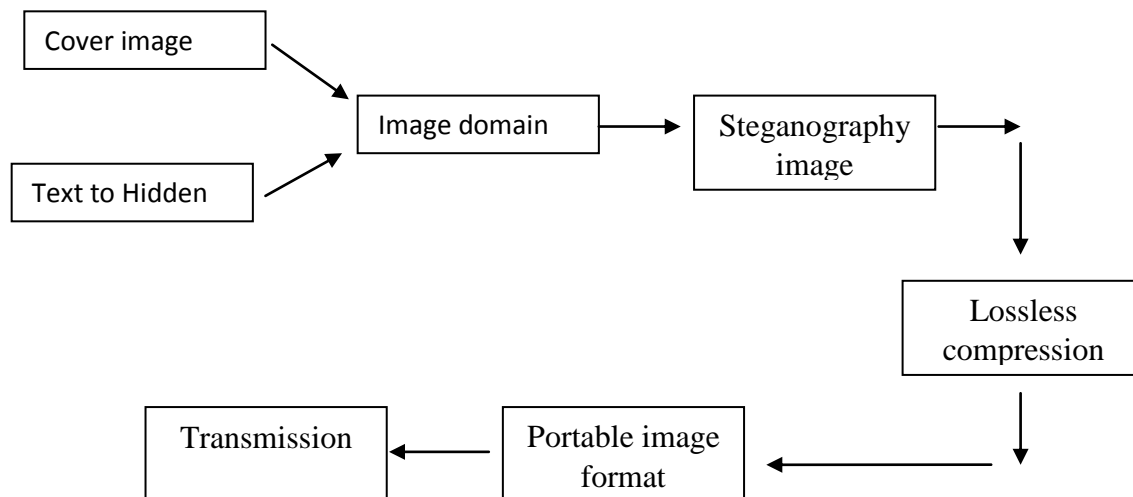 Cover image
Text to Hidden
Image domain
Steganography
image
Lossless
compression
Portable image
format
Transmission